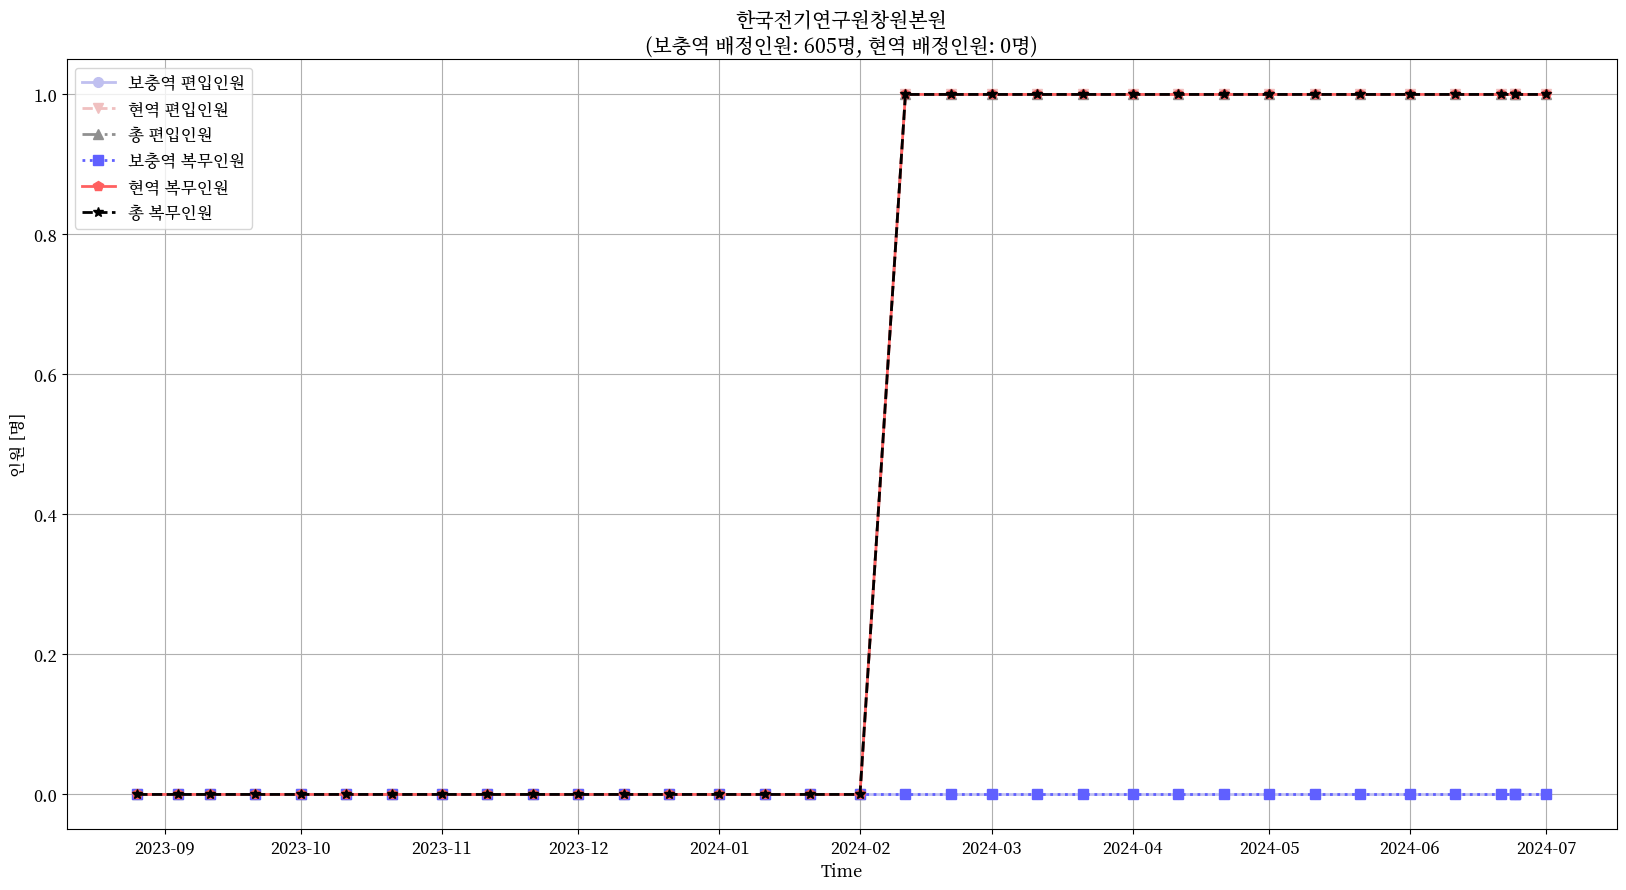 한국전기연구원창원본원
(보충역 배정인원: 605명, 현역 배정인원: 0명)
보충역 편입인원
현역 편입인원
총 편입인원
보충역 복무인원
현역 복무인원
총 복무인원
1.0
0.8
0.6
0.4
0.2
0.0
인원 [명]
2023-09 2023-10 2023-11 2023-12 2024-01 2024-02 2024-03 2024-04 2024-05 2024-06 2024-07
Time